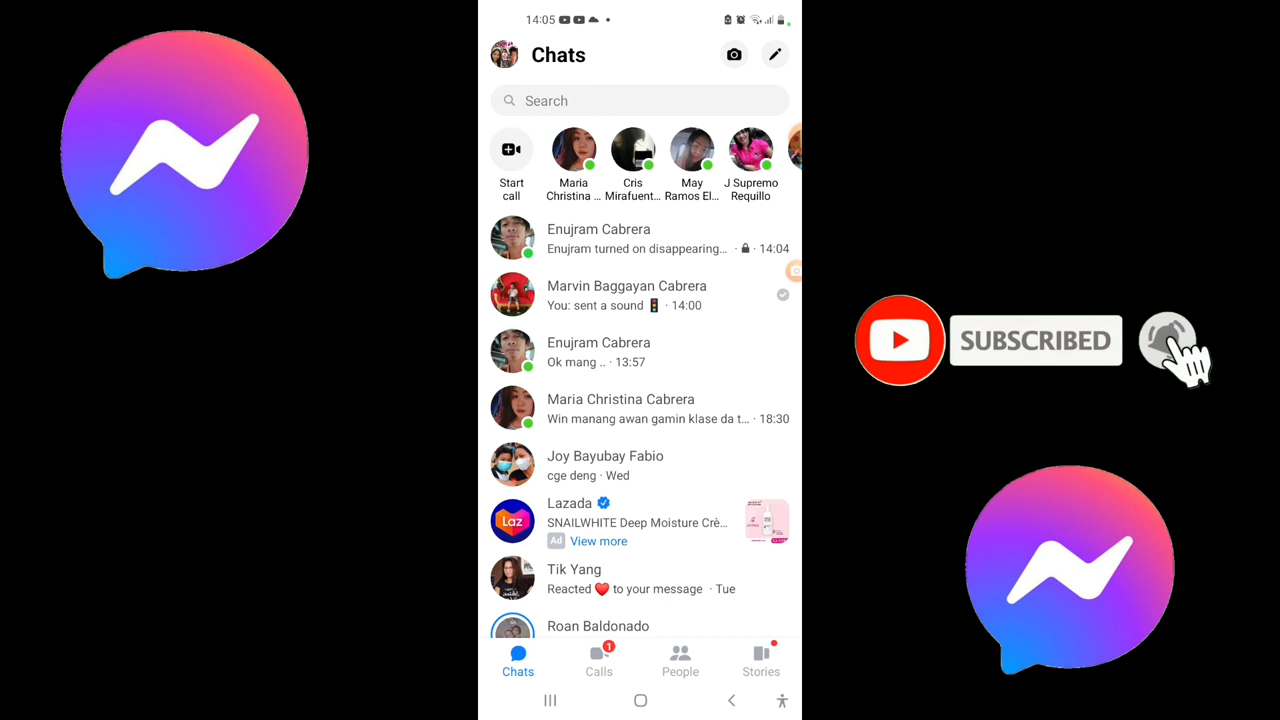 14:05
Chats
Search
Start call
Maria Christina ...
Cris Mirafuent...
May Ramos El...
J Supremo Requillo
Enujram Cabrera
Enujram turned on disappearing... · 14:04
Marvin Baggayan Cabrera
You: sent a sound 🚦 · 14:00
Enujram Cabrera
Ok mang .. · 13:57
Maria Christina Cabrera
Win manang awan gamin klase da t... · 18:30
Joy Bayubay Fabio
cge deng · Wed
Laz
Lazada
SNAILWHITE Deep Moisture Crè...
Ad View more
Tik Yang
Reacted ❤️ to your message · Tue
Roan Baldonado
1
Chats
Calls
People
Stories
SUBSCRIBED